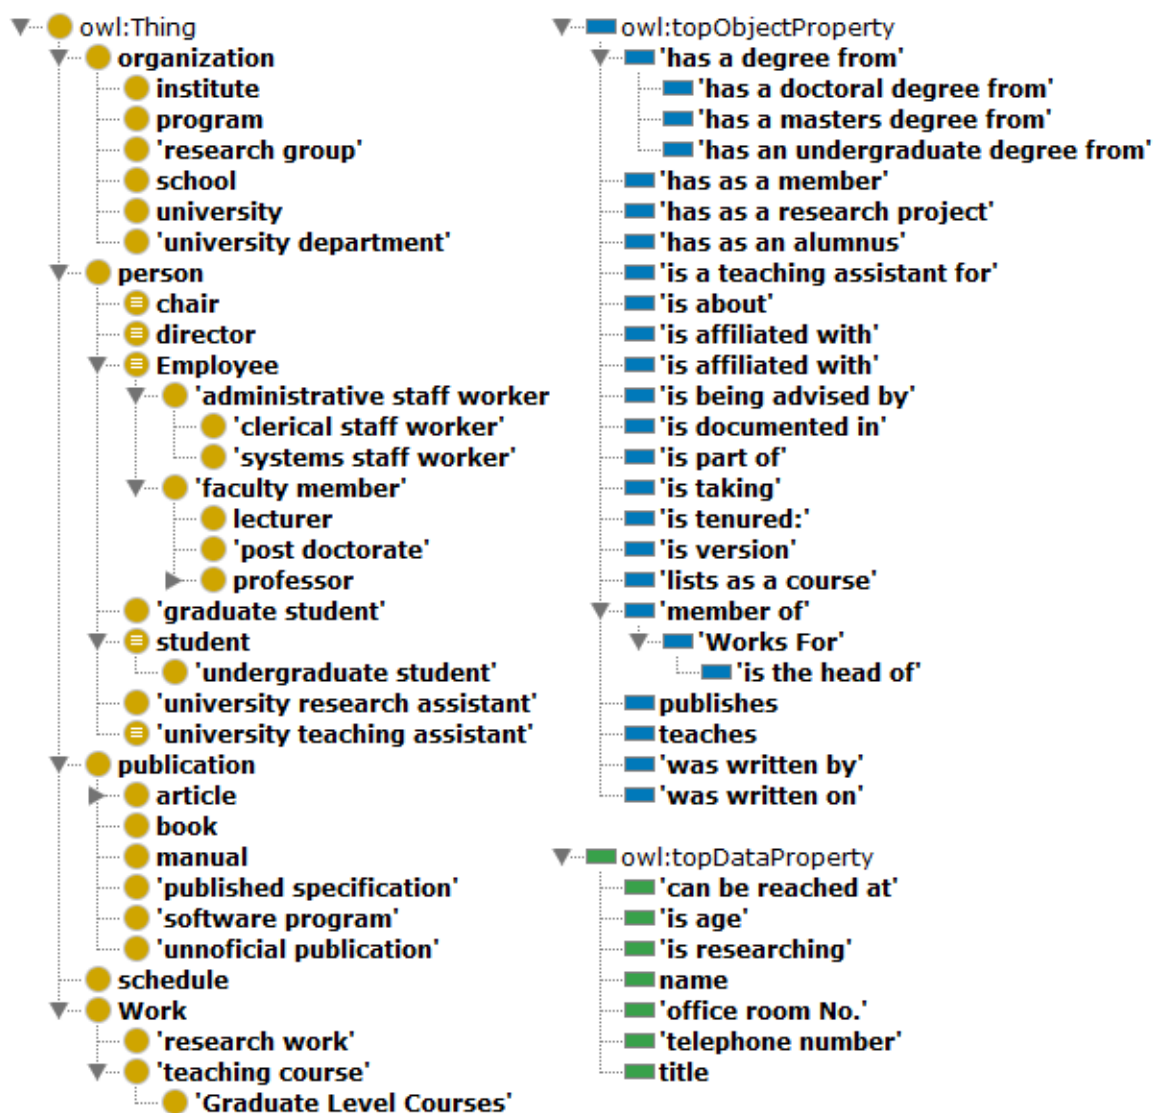 owl:Thing
organization
institute
program
'research group'
school
university
'university department'
person
chair
director
Employee
'administrative staff worker
'clerical staff worker'
'systems staff worker'
'faculty member'
lecturer
'post doctorate'
professor
'graduate student'
student
'undergraduate student'
'university research assistant'
'university teaching assistant'
publication
article
book
manual
'published specification'
'software program'
'unnoficial publication'
schedule
Work
'research work'
'teaching course'
'Graduate Level Courses'
owl:topObjectProperty
'has a degree from'
'has a doctoral degree from'
'has a masters degree from'
'has an undergraduate degree from'
'has as a member'
'has as a research project'
'has as an alumnus'
'is a teaching assistant for'
'is about'
'is affiliated with'
'is affiliated with'
'is being advised by'
'is documented in'
'is part of'
'is taking'
'is tenured:'
'is version'
'lists as a course'
'member of'
'Works For'
'is the head of'
publishes
teaches
'was written by'
'was written on'
owl:topDataProperty
'can be reached at'
'is age'
'is researching'
name
'office room No.'
'telephone number'
title